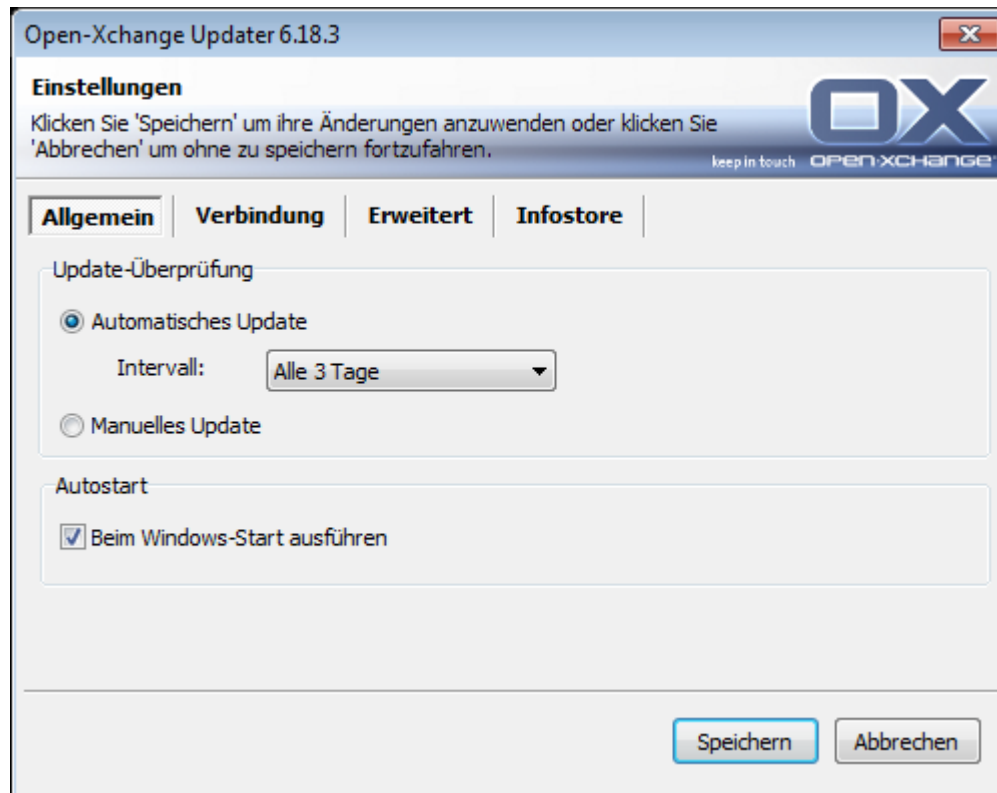 Open-Xchange Updater 6.18.3
Einstellungen
Klicken Sie 'Speichern' um ihre Änderungen anzuwenden oder klicken Sie
'Abbrechen' um ohne zu speichern fortzufahren.
OX
keep in touch OPEN-XCHANGE
Allgemein Verbindung Erweitert Infostore
Update-Überprüfung
Automatisches Update
Intervall: Alle 3 Tage
Manuelles Update
Autostart
Beim Windows-Start ausführen
Speichern Abbrechen